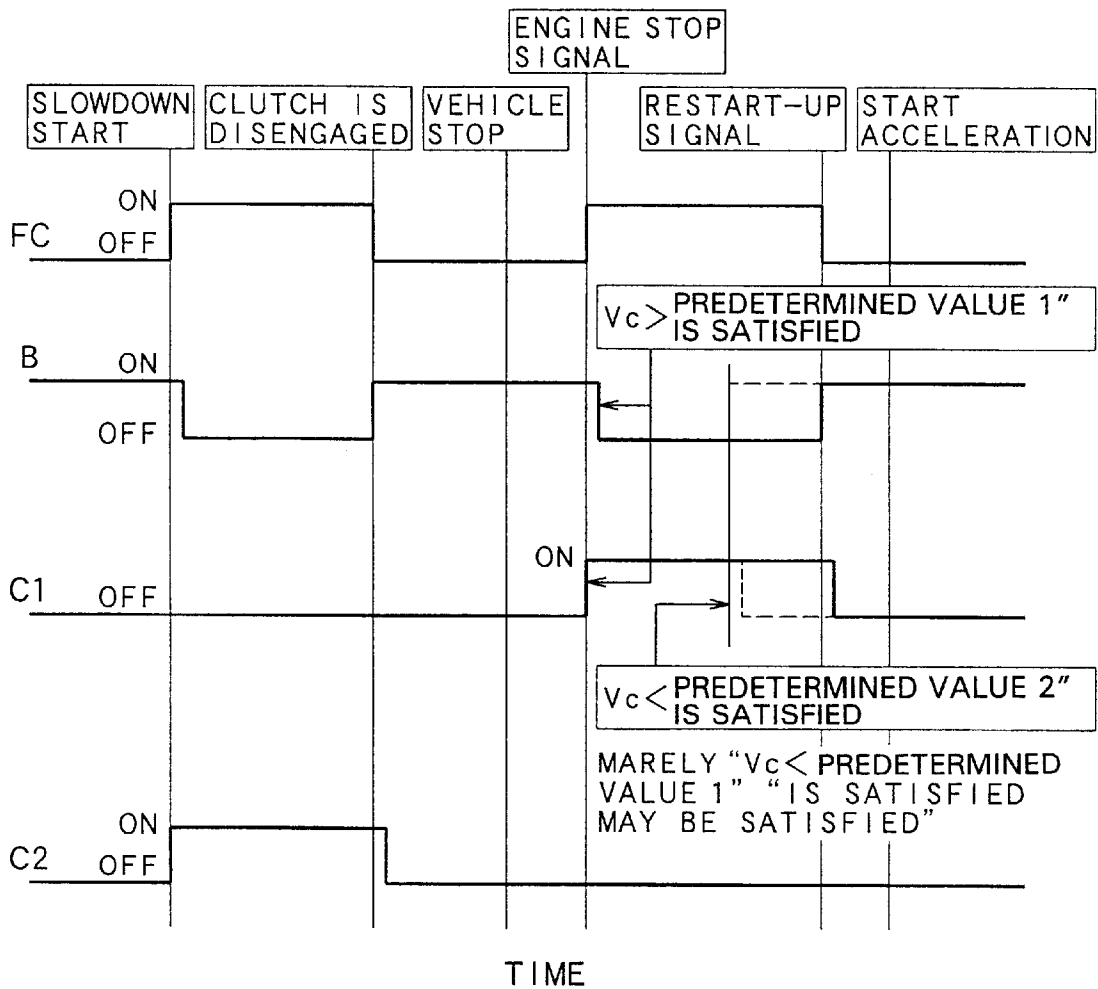 ENGINE STOP
SIGNAL
SLOWDOWN
START
CLUTCH IS
DISENGAGED
VEHICLE
STOP
RESTART-UP
SIGNAL
START
ACCELERATION
ON
FC OFF
Vc> PREDETERMINED VALUE 1"
IS SATISFIED
B ON
OFF
ON
C1 OFF
Vc< PREDETERMINED VALUE 2"
IS SATISFIED
MARELY "Vc< PREDETERMINED
VALUE 1" "IS SATISFIED
MAY BE SATISFIED"
ON
C2 OFF
TIME